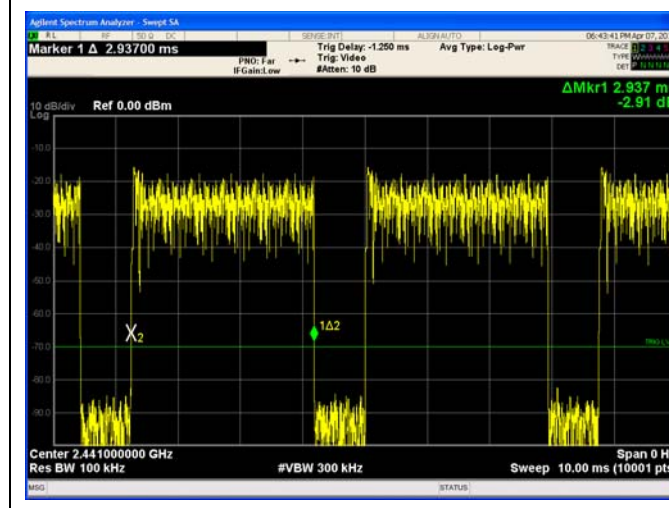 Agilent Spectrum Analyzer - Swept SA
RL RF 50 Ω DC SENSE:INT ALIGN AUTO 06:43:41 PM Apr 07, 20
Marker 1 Δ 2.93700 ms
Trig Delay: -1.250 ms Avg Type: Log-Pwr TRACE 1 2 3 4 5
PNO: Far Trig: Video TYPE
IFGain:Low #Atten: 10 dB DET P N N N N
ΔMkr1 2.937 m
-2.91 d
10 dB/div Ref 0.00 dBm
Log
-10.0
-20.0
-30.0
-40.0
-50.0
X2 1Δ2
-70.0
-80.0
-90.0
Center 2.441000000 GHz Span 0 H
Res BW 100 kHz #VBW 300 kHz Sweep 10.00 ms (10001 pts
MSG STATUS